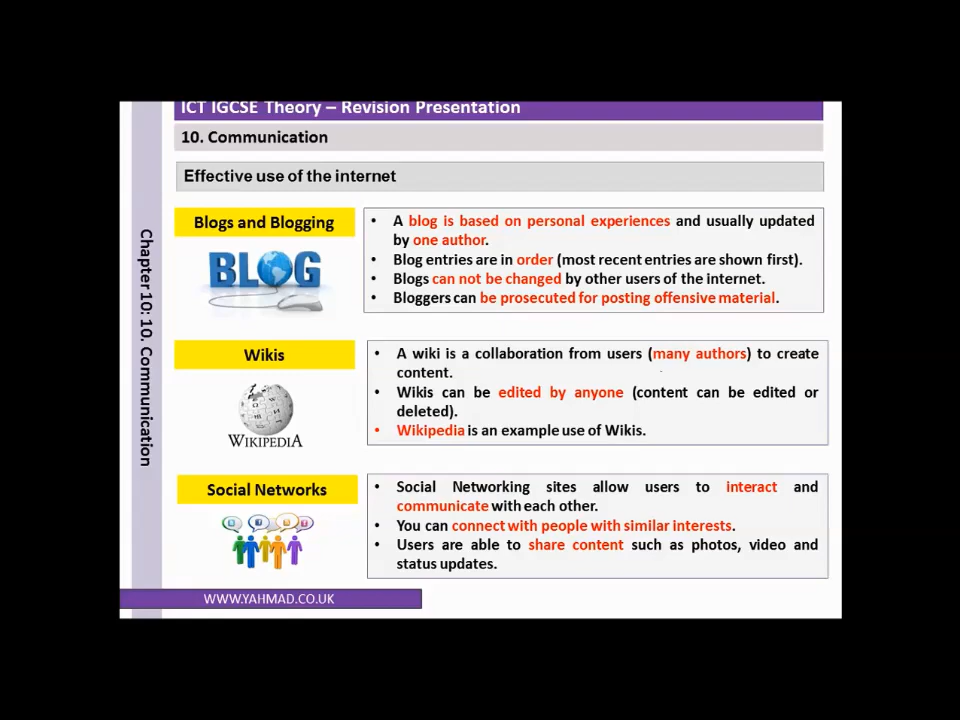 ICT IGCSE Theory – Revision Presentation
10. Communication
Effective use of the internet
Chapter 10: 10. Communication
Blogs and Blogging
BLOG
• A blog is based on personal experiences and usually updated
by one author.
• Blog entries are in order (most recent entries are shown first).
• Blogs can not be changed by other users of the internet.
• Bloggers can be prosecuted for posting offensive material.
Wikis
WIKIPEDIA
• A wiki is a collaboration from users (many authors) to create
content.
• Wikis can be edited by anyone (content can be edited or
deleted).
• Wikipedia is an example use of Wikis.
Social Networks
• Social Networking sites allow users to interact and
communicate with each other.
• You can connect with people with similar interests.
• Users are able to share content such as photos, video and
status updates.
WWW.YAHMAD.CO.UK